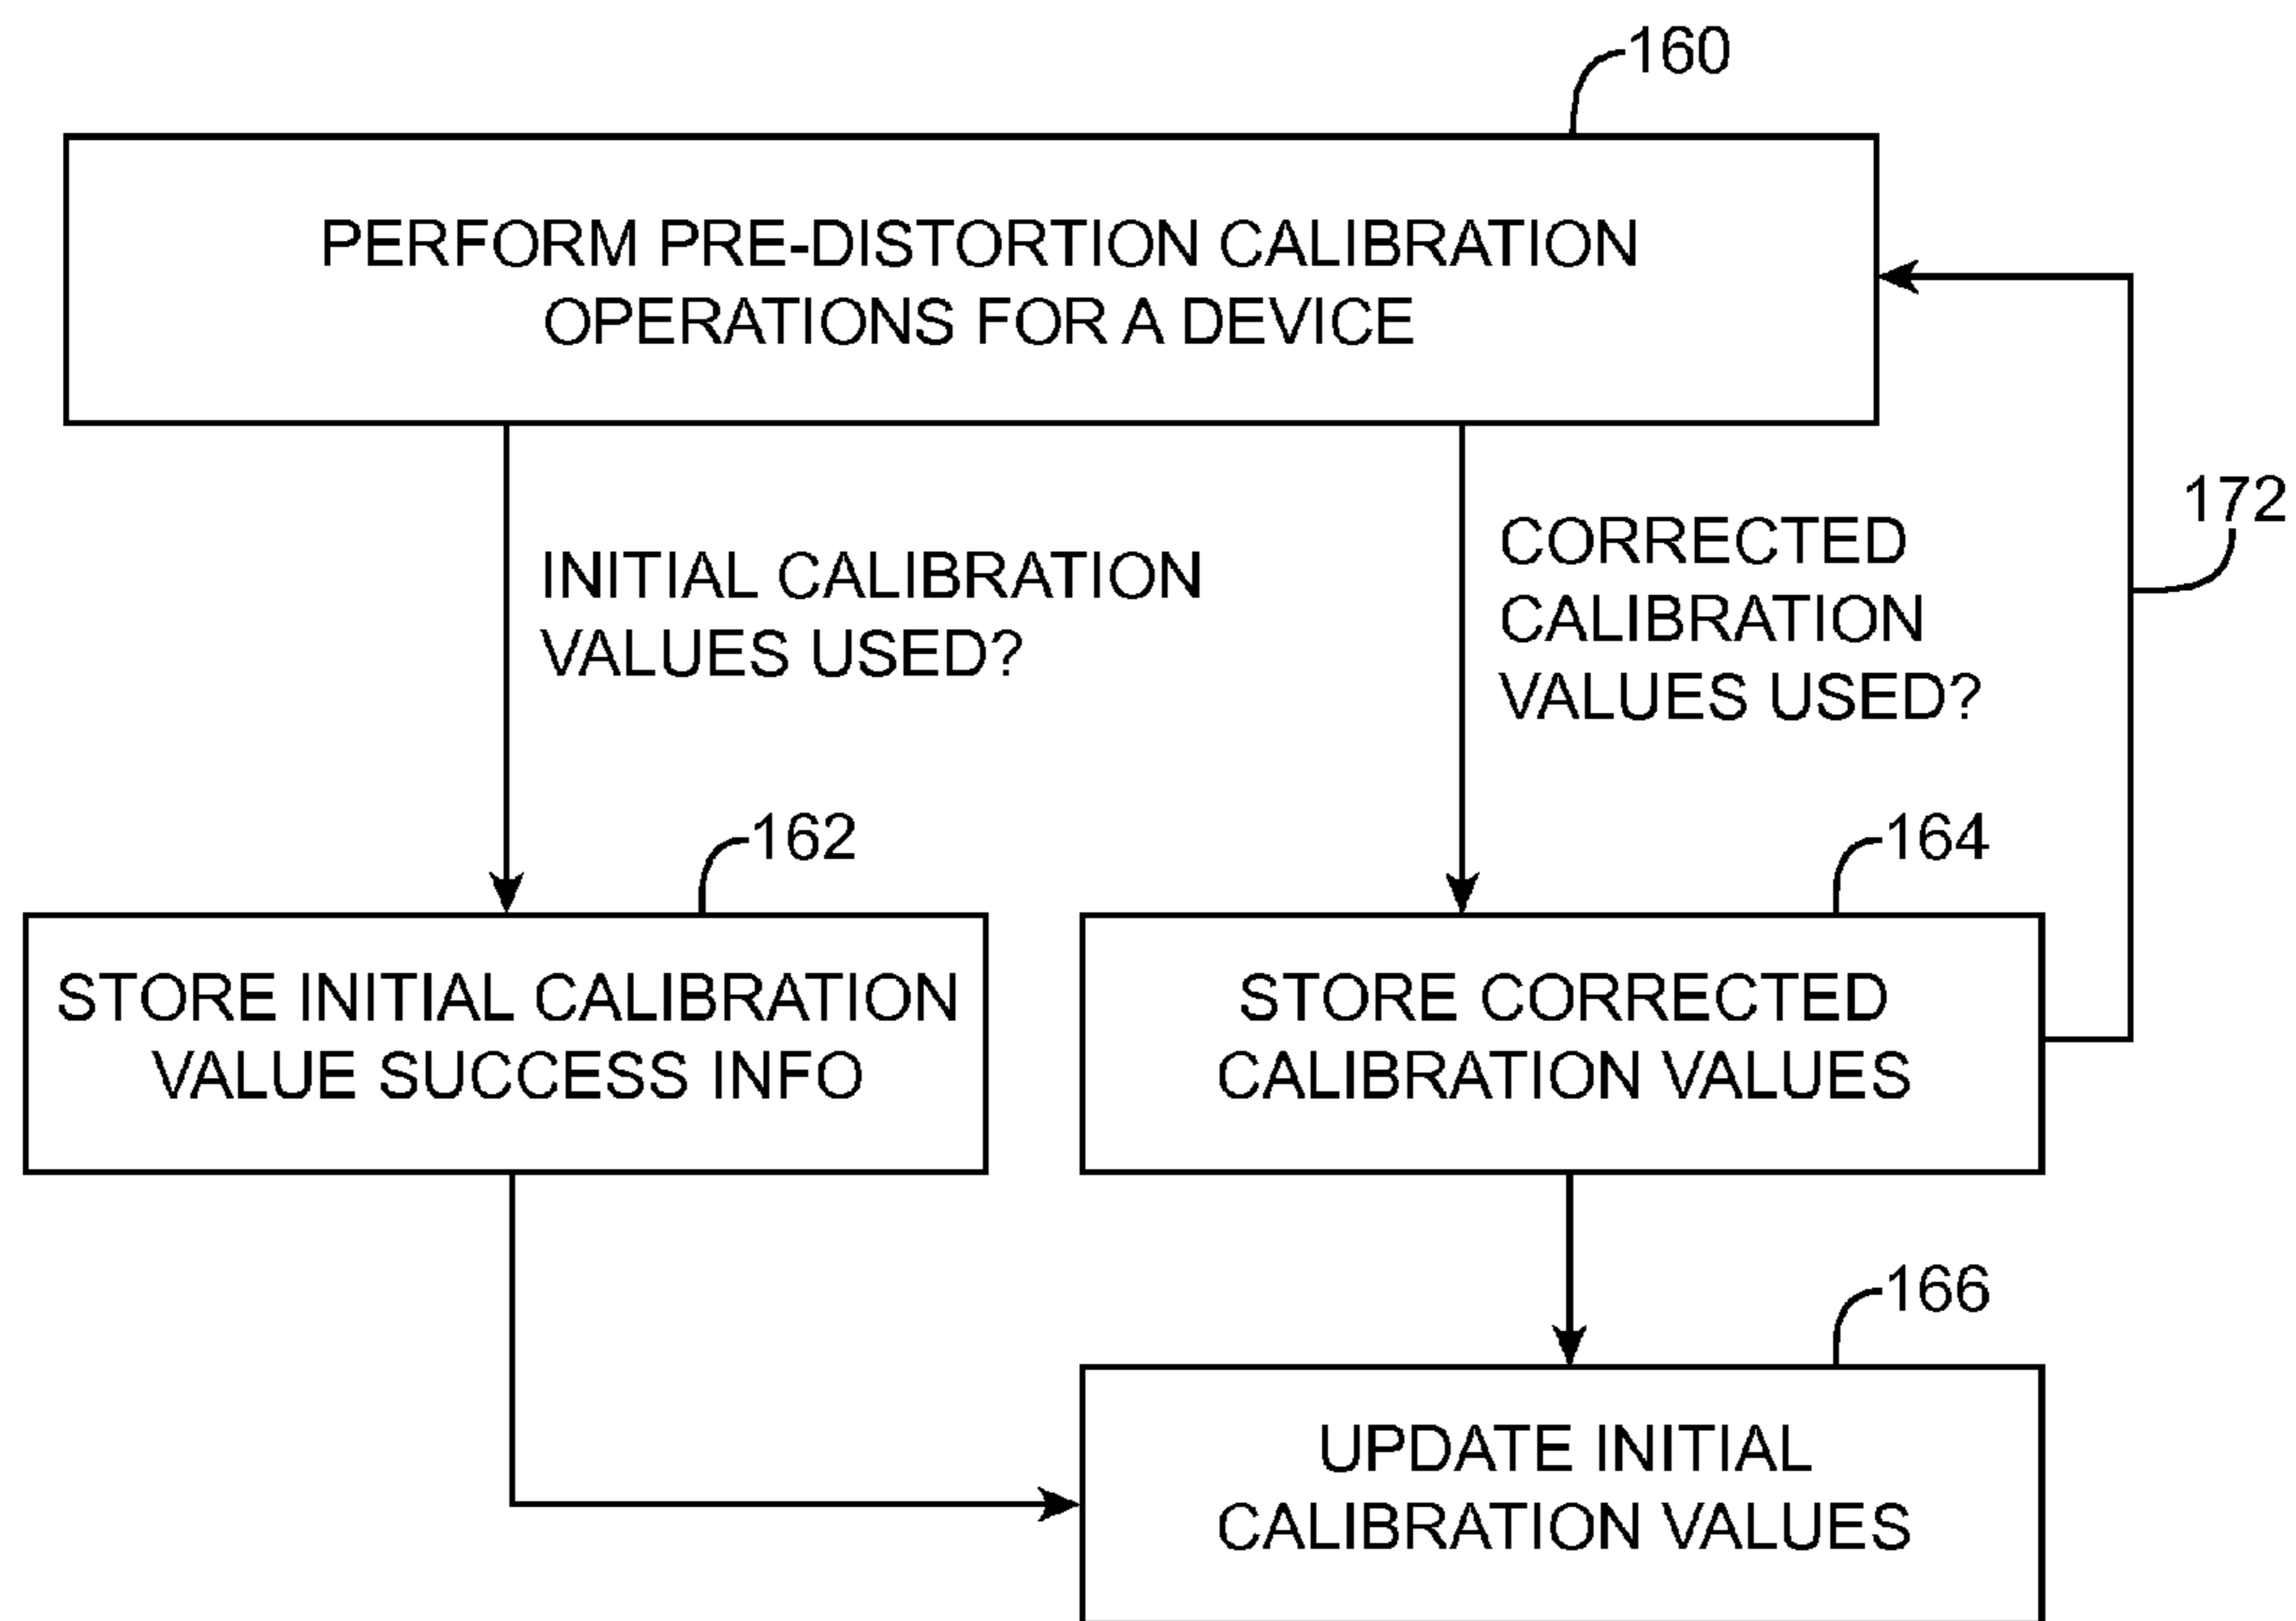 160
PERFORM PRE-DISTORTION CALIBRATION
OPERATIONS FOR A DEVICE
172
INITIAL CALIBRATION
VALUES USED?
CORRECTED
CALIBRATION
VALUES USED?
162
164
STORE INITIAL CALIBRATION
VALUE SUCCESS INFO
STORE CORRECTED
CALIBRATION VALUES
166
UPDATE INITIAL
CALIBRATION VALUES